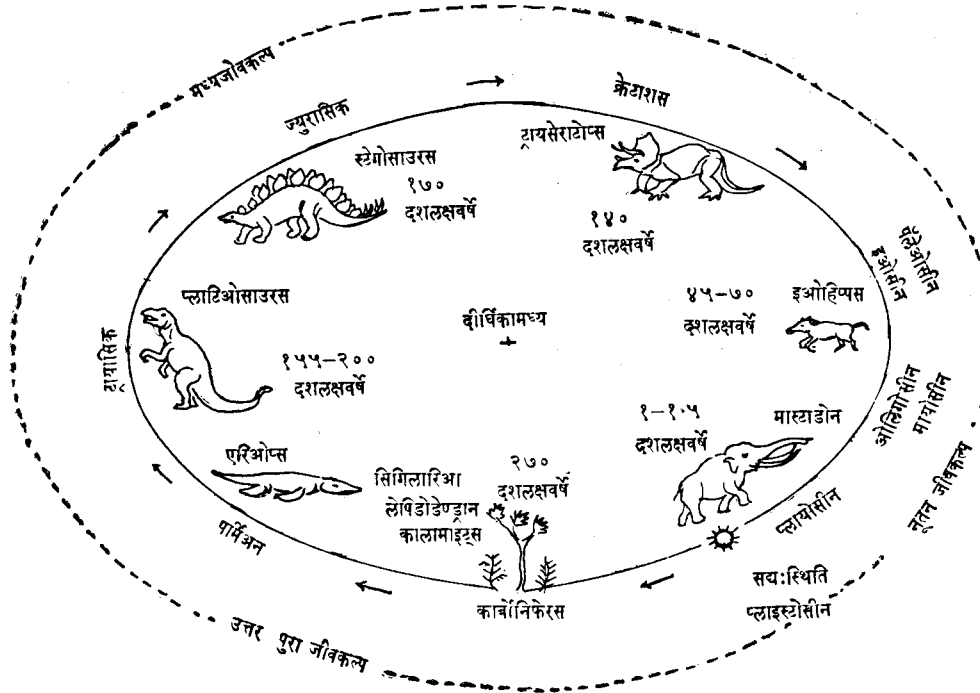 मध्यजीवकल्प
ज्युरासिक
क्रेटाशस
स्टेगोसाउरस
१७०
दशलक्षवर्षे
ट्रायसेराटोप्स
१४०
दशलक्षवर्षे
पॅलेओसीन
इओसीन
प्लाटिओसाउरस
४५-७०
दशलक्षवर्षे
इओहिप्पस
दीर्घिकामध्य
ट्रायासिक
१५५-२००
दशलक्षवर्षे
१-१.५
दशलक्षवर्षे
मास्टाडोन
ओलिगोसीन
मायोसीन
एरिओप्स
सिगिलारिआ
लेपिडोडेण्ड्रान
कालामाइट्स
२७०
दशलक्षवर्षे
प्लायोसीन
नूतन जीवकल्प
पार्मिअन
सद्य:स्थिति
प्लाइस्टोसीन
कार्बोनिफेरस
उत्तर पुरा जीवकल्प